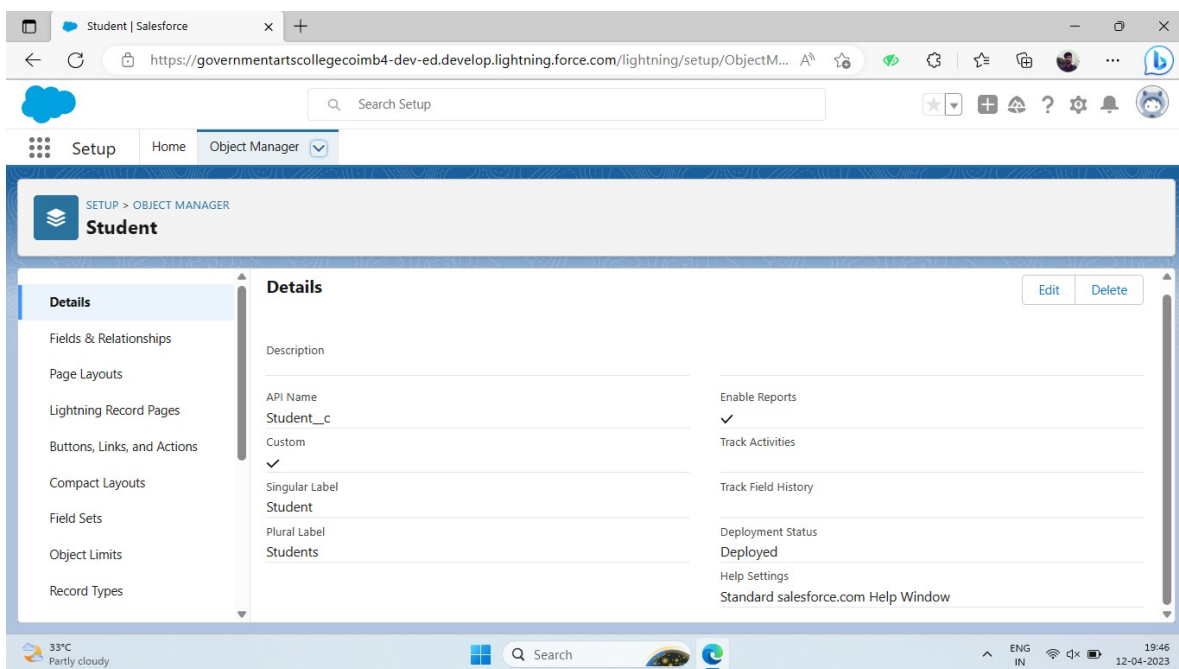 Student | Salesforce
https://governmentartscollegecoimb4-dev-ed.develop.lightning.force.com/lightning/setup/ObjectM...
Search Setup
Setup
Home
Object Manager
SETUP > OBJECT MANAGER
Student
Details
Fields & Relationships
Page Layouts
Lightning Record Pages
Buttons, Links, and Actions
Compact Layouts
Field Sets
Object Limits
Record Types
Details
Edit
Delete
Description
API Name
Student__c
Custom
Singular Label
Student
Plural Label
Students
Enable Reports
Track Activities
Track Field History
Deployment Status
Deployed
Help Settings
Standard salesforce.com Help Window
33°C
Partly cloudy
Search
ENG
IN
19:46
12-04-2023